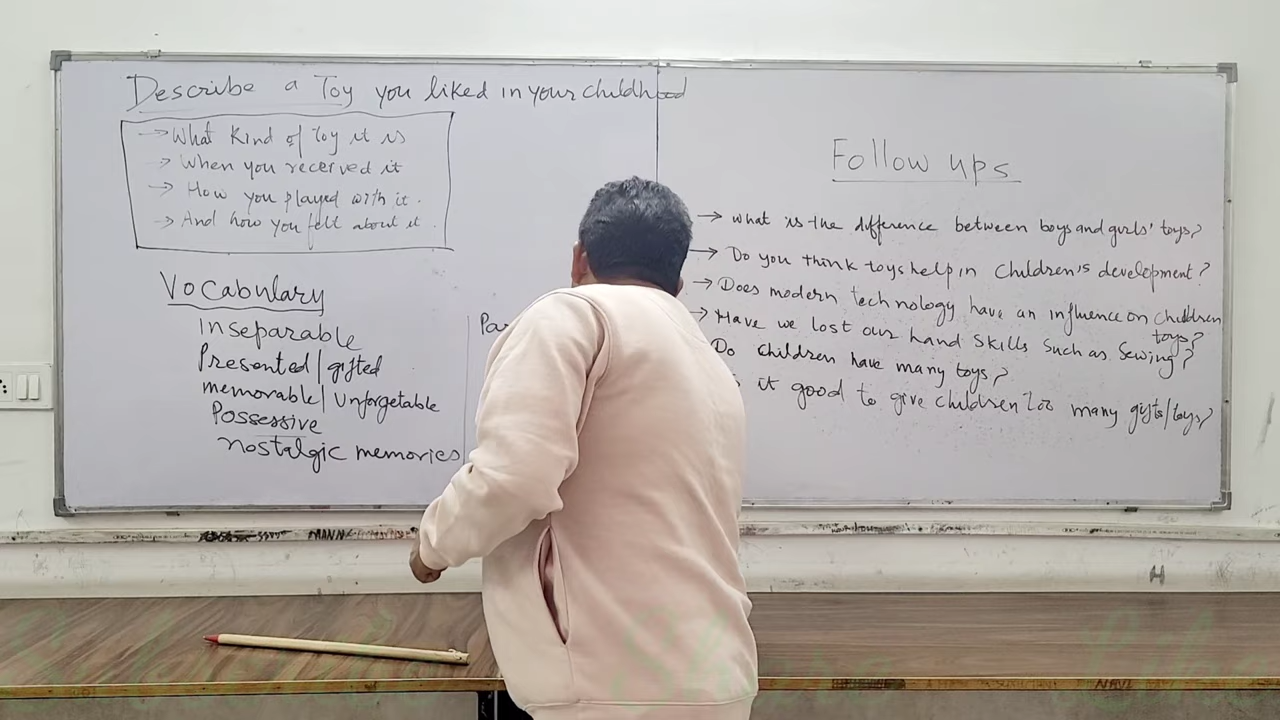 Describe a Toy you liked in your childhood
→ What kind of Toy it is
→ When you received it
→ How you played with it.
→ And how you felt about it.
Vocabulary
inseparable
Presented/gifted
memorable/Unforgetable
Possessive
nostalgic memories
Follow ups
→ what is the difference between boys and girls' toys?
→ Do you think toys help in children's development?
→ Does modern technology have an influence on children toys?
→ Have we lost our hand skills such as sewing?
Do children have many toys?
it good to give children too many gifts/toys?